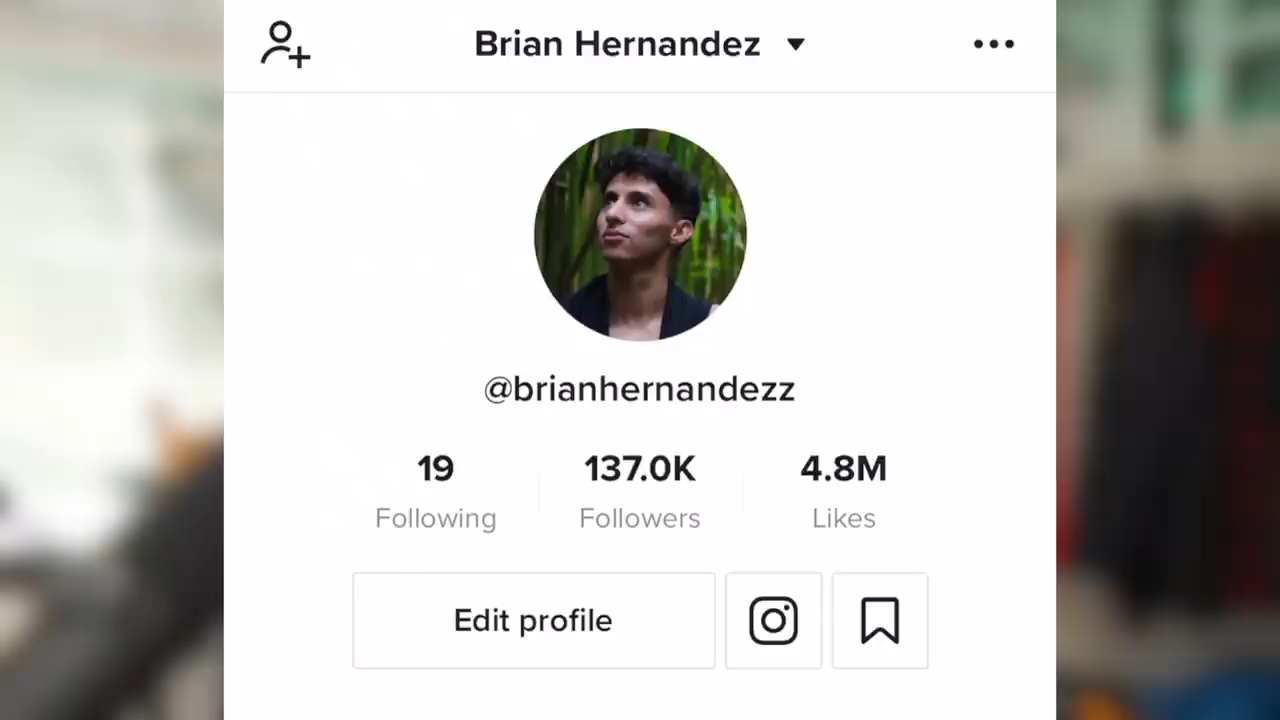 Brian Hernandez
@brianhernandezz
19 137.0K 4.8M
Following Followers Likes
Edit profile